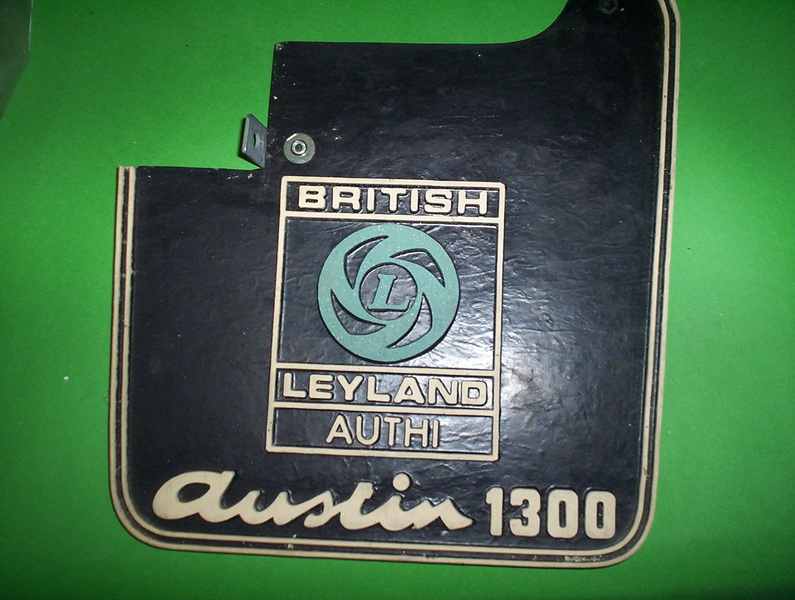 BRITISH
L
LEYLAND
AUTHI
austin 1300